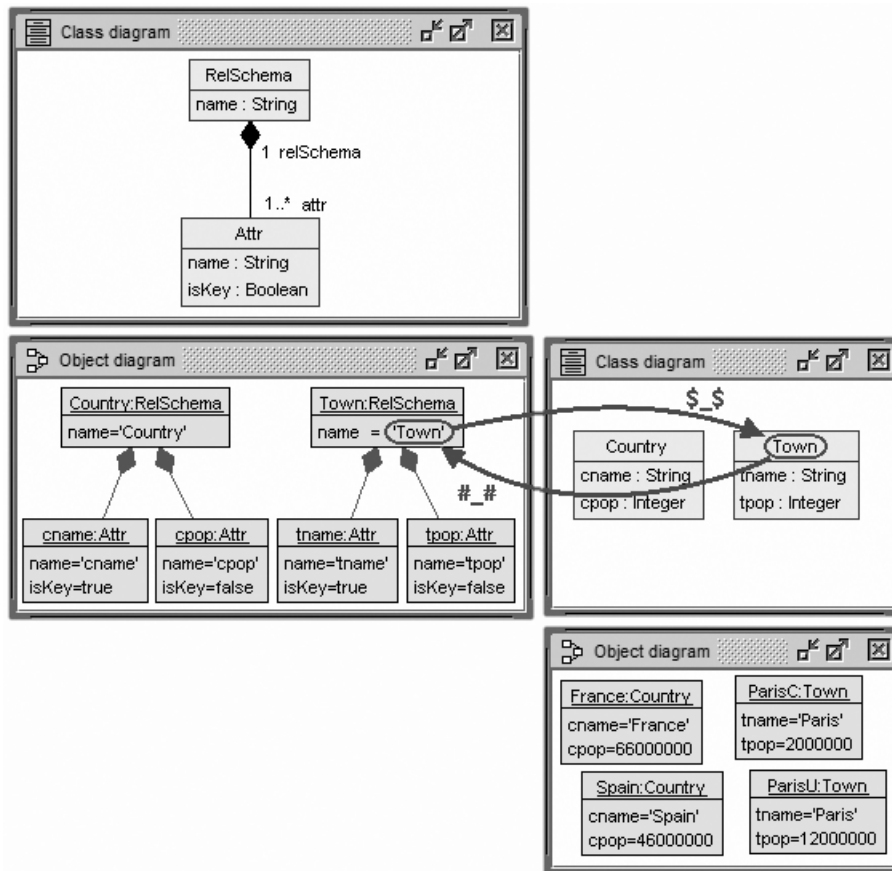 Class diagram
RelSchema
name : String
1 relSchema
1..* attr
Attr
name : String
isKey : Boolean
Object diagram
Country:RelSchema
name='Country'
Town:RelSchema
name = 'Town'
cname:Attr
name='cname'
isKey=true
cpop:Attr
name='cpop'
isKey=false
tname:Attr
name='tname'
isKey=true
tpop:Attr
name='tpop'
isKey=false
$_$
#_#
Class diagram
Country
cname : String
cpop : Integer
Town
tname : String
tpop : Integer
Object diagram
France:Country
cname='France'
cpop=66000000
ParisC:Town
tname='Paris'
tpop=2000000
Spain:Country
cname='Spain'
cpop=46000000
ParisU:Town
tname='Paris'
tpop=12000000